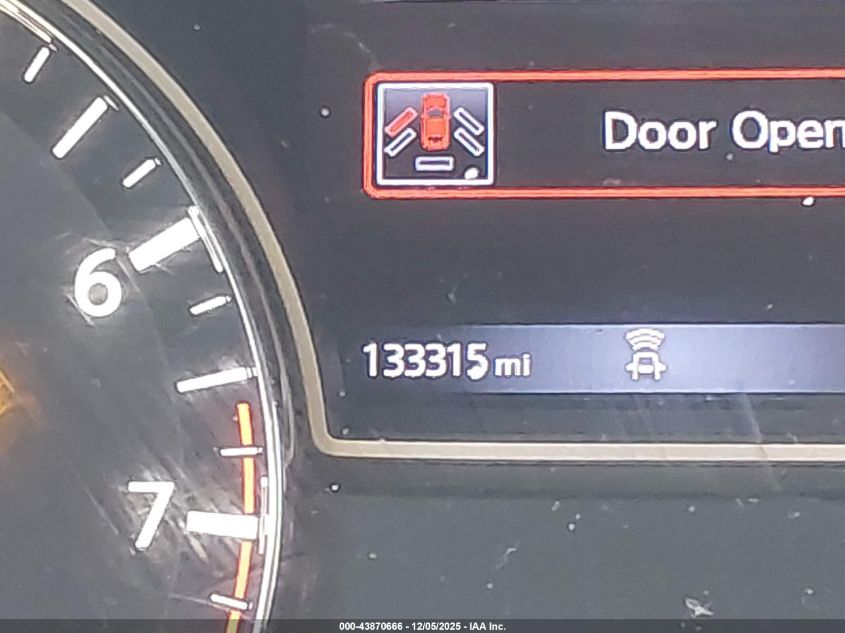 Door Open
6
133315 mi
7
000-43870666 - 12/05/2025 - IAA Inc.